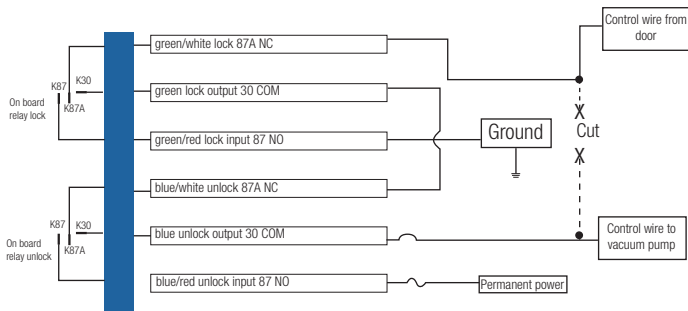 Control wire from
door
green/white lock 87A NC
K87
K30
K87A
On board
relay lock
green lock output 30 COM
green/red lock input 87 NO
Ground
X
Cut
X
blue/white unlock 87A NC
K87
K30
K87A
On board
relay unlock
blue unlock output 30 COM
Control wire to
vacuum pump
blue/red unlock input 87 NO
Permanent power